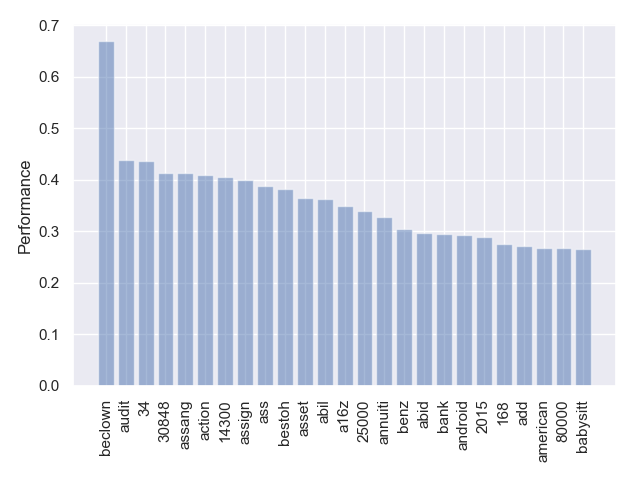 0.7
0.6
0.5
0.4
0.3
0.2
0.1
0.0
Performance
beclown
audit
34
30848
assang
action
14300
assign
ass
bestoh
asset
abil
a16z
25000
annuiti
benz
abid
bank
android
2015
168
add
american
80000
babysitt